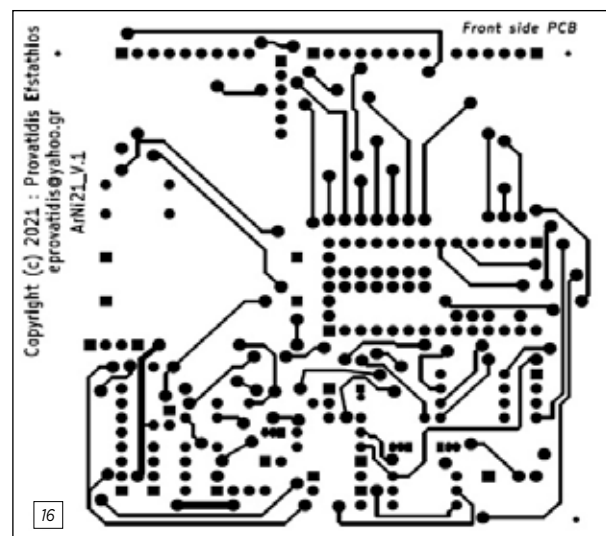 Front side PCB
Copyright (c) 2021 : Provatidis Efstathios
eprovatidis@yahoo.gr
ArNi21_V.1
16